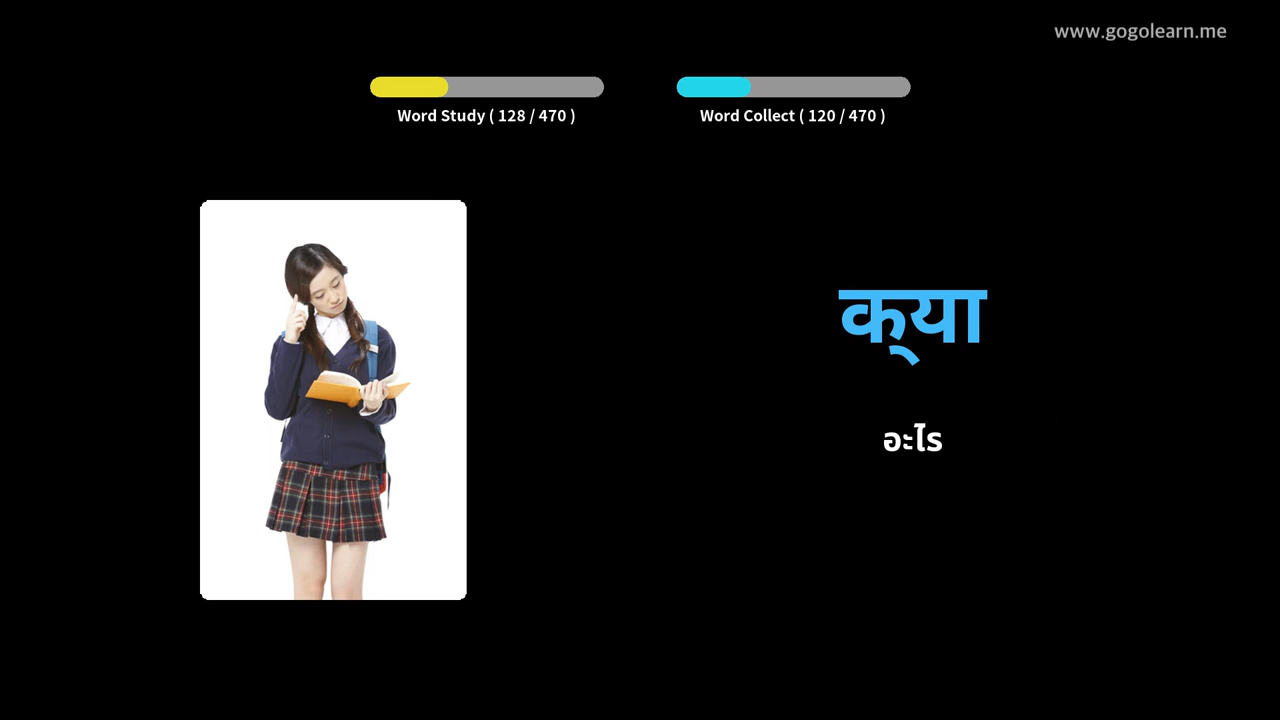 www.gogolearn.me
Word Study ( 128 / 470 )
Word Collect ( 120 / 470 )
क्या
อะไร